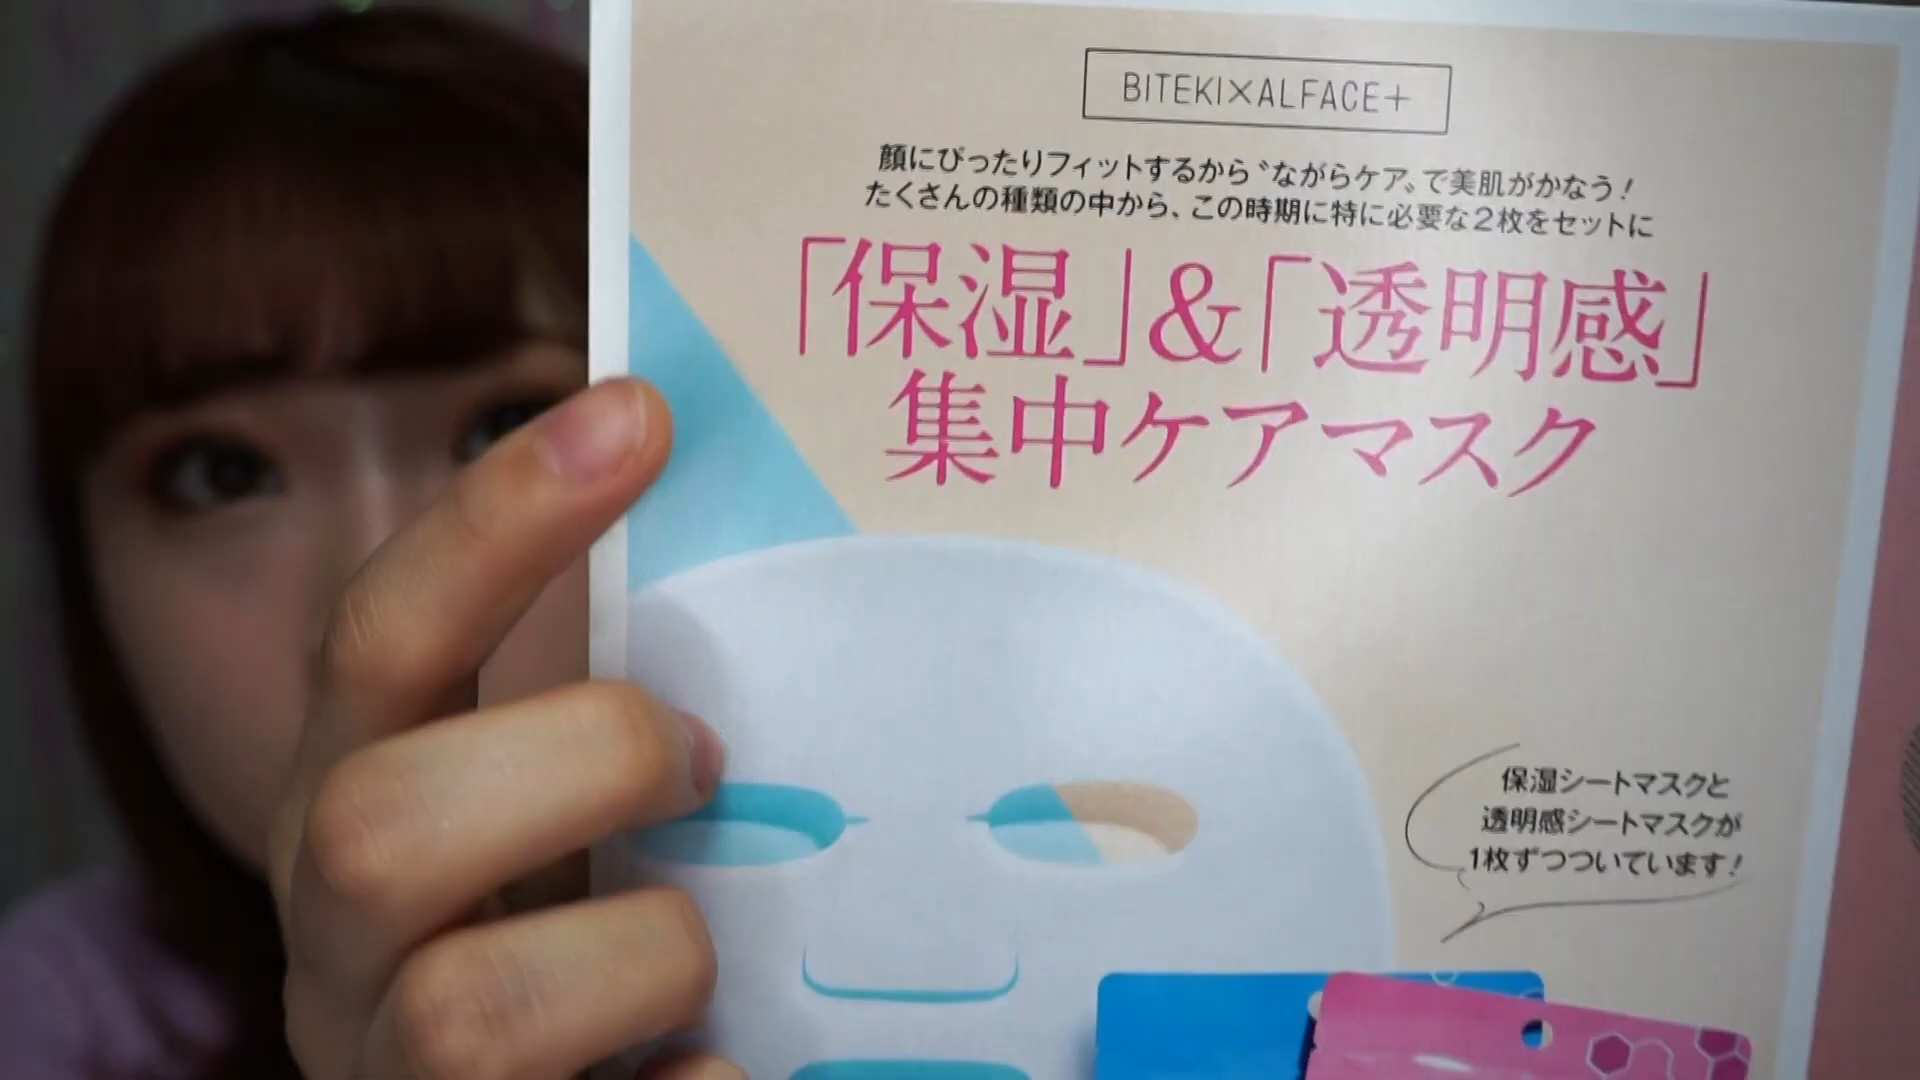 BITEKI×ALFACE＋
顔にぴったりフィットするから〝ながらケア〟で美肌がかなう！
たくさんの種類の中から、この時期に特に必要な2枚をセットに
「保湿」&「透明感」
集中ケアマスク
保湿シートマスクと
透明感シートマスクが
1枚ずつついています！